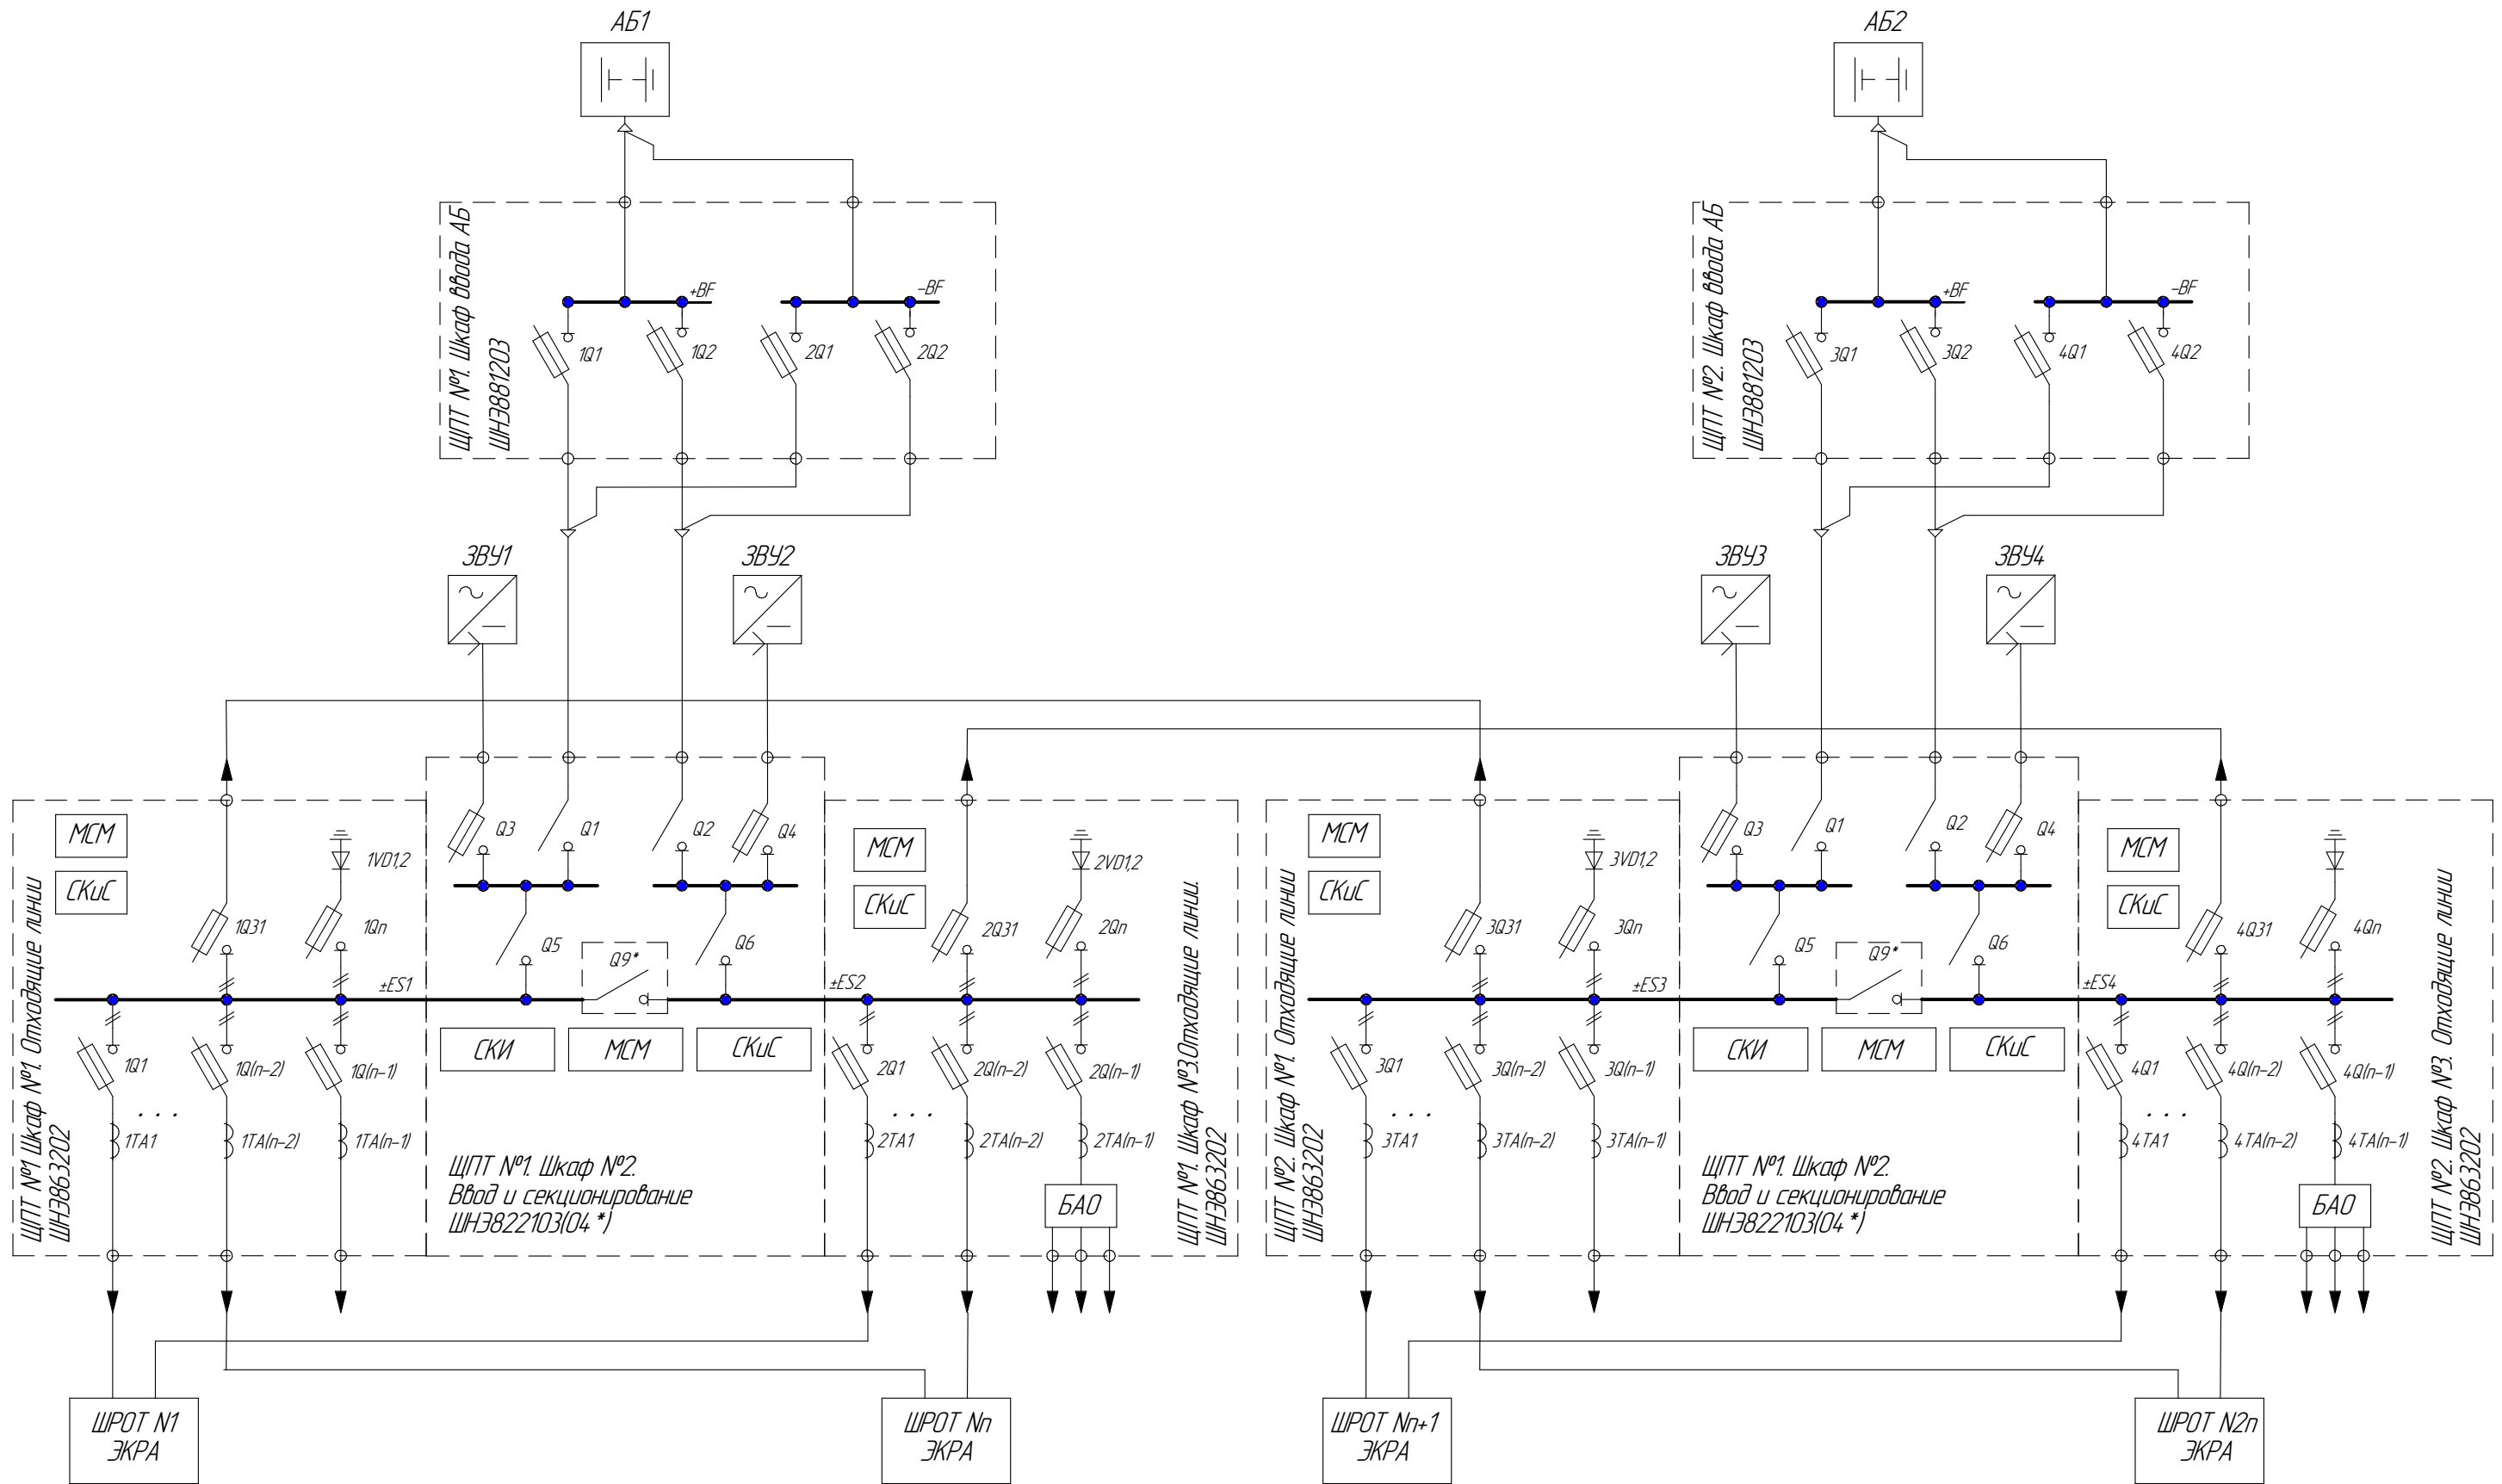 АБ1
АБ2
ЩПТ №1. Шкаф ввода АБ
ШНЭ881203
+BF
-BF
1Q1
1Q2
2Q1
2Q2
ЩПТ №2. Шкаф ввода АБ
ШНЭ881203
+BF
-BF
3Q1
3Q2
4Q1
4Q2
ЗВУ1
ЗВУ2
ЗВУ3
ЗВУ4
ЩПТ №1 Шкаф №1. Отходящие линии
ШНЭ863202
МСМ
СКиС
1VD1,2
1Q31
1Qn
±ES1
1Q1
1Q(n-2)
1Q(n-1)
. . .
1TA1
1TA(n-2)
1TA(n-1)
Q3
Q1
Q2
Q4
Q5
Q9*
Q6
СКИ
МСМ
СКиС
ЩПТ №1. Шкаф №2.
Ввод и секционирование
ШНЭ822103(04*)
МСМ
СКиС
2VD1,2
2Q31
2Qn
±ES2
2Q1
2Q(n-2)
2Q(n-1)
. . .
2TA1
2TA(n-2)
2TA(n-1)
БАО
ЩПТ №1. Шкаф №3.Отходящие линии.
ШНЭ863202
ЩПТ №2. Шкаф №1. Отходящие линии
ШНЭ863202
МСМ
СКиС
3VD1,2
3Q31
3Qn
±ES3
3Q1
3Q(n-2)
3Q(n-1)
. . .
3TA1
3TA(n-2)
3TA(n-1)
Q3
Q1
Q2
Q4
Q5
Q9*
Q6
СКИ
МСМ
СКиС
ЩПТ №1. Шкаф №2.
Ввод и секционирование
ШНЭ822103(04*)
МСМ
СКиС
4Q31
4Qn
±ES4
4Q1
4Q(n-2)
4Q(n-1)
. . .
4TA1
4TA(n-2)
4TA(n-1)
БАО
ЩПТ №2. Шкаф №3. Отходящие линии
ШНЭ863202
ШРОТ N1
ЭКРА
ШРОТ Nn
ЭКРА
ШРОТ Nn+1
ЭКРА
ШРОТ N2n
ЭКРА